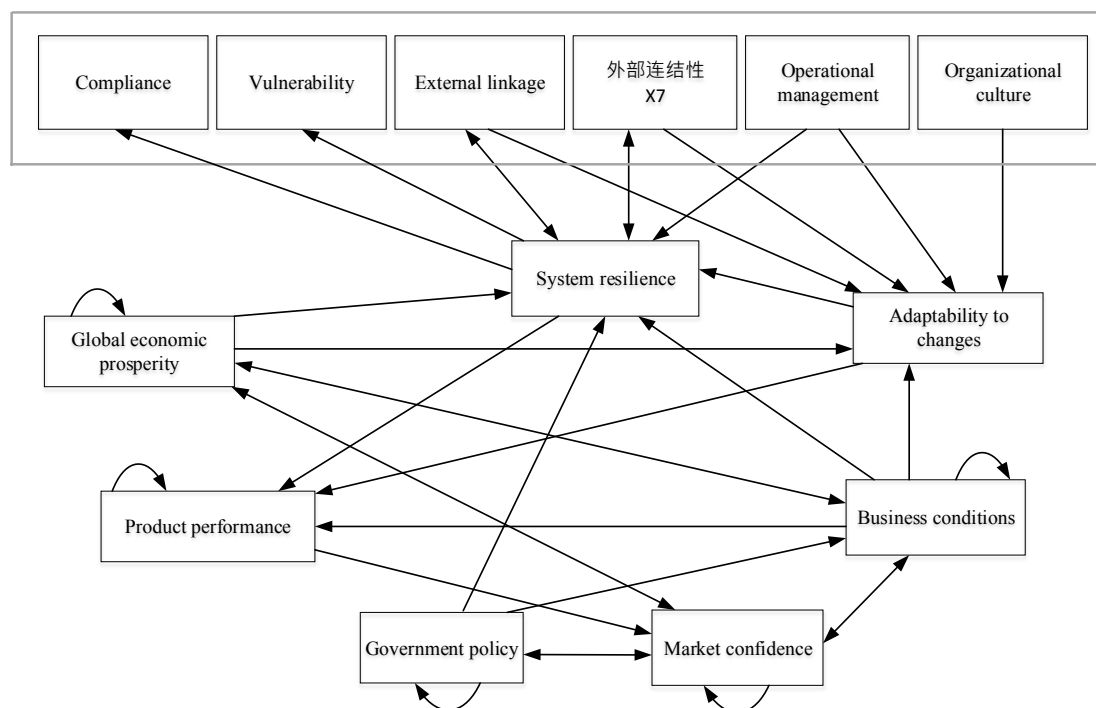 Compliance
Vulnerability
External linkage
外部连结性
X7
Operational
management
Organizational
culture
System resilience
Adaptability to
changes
Global economic
prosperity
Product performance
Business conditions
Government policy
Market confidence